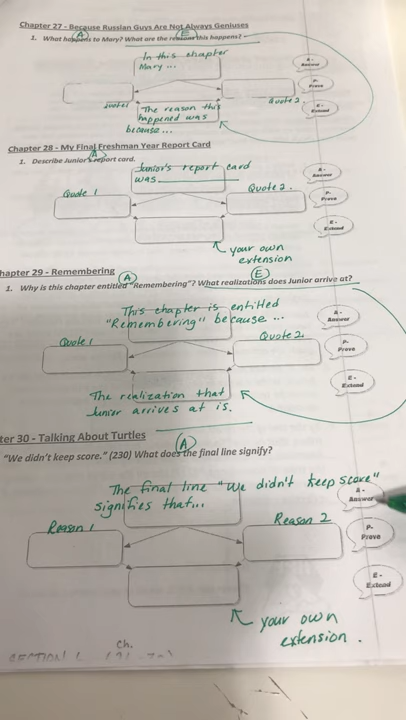 Chapter 27 - Because Russian Guys Are Not Always Geniuses
A E
1. What happens to Mary? What are the reasons this happens?
In this chapter
Mary ...
A -
Answer
P-
Prove
E -
Extend
Quote 2
The reason this
happened was
because ...
Chapter 28 - My Final Freshman Year Report Card
A
1. Describe Junior's report card.
Junior's report card
was
Quote 1
Quote 2.
A -
Answer
P-
Prove
E -
Extend
your own
extension
hapter 29 - Remembering
A E
1. Why is this chapter entitled "Remembering"? What realizations does Junior arrive at?
This chapter is entitled
"Remembering" because ...
Quote 1
Quote 2
A -
Answer
P-
Prove
E -
Extend
The realization that
Junior arrives at is.
ter 30 - Talking About Turtles
A
"We didn't keep score." (230) What does the final line signify?
The final line "We didn't keep score"
signifies that...
Reason 1
Reason 2
A -
Answer
P-
Prove
E -
Extend
your own
extension.
Ch.